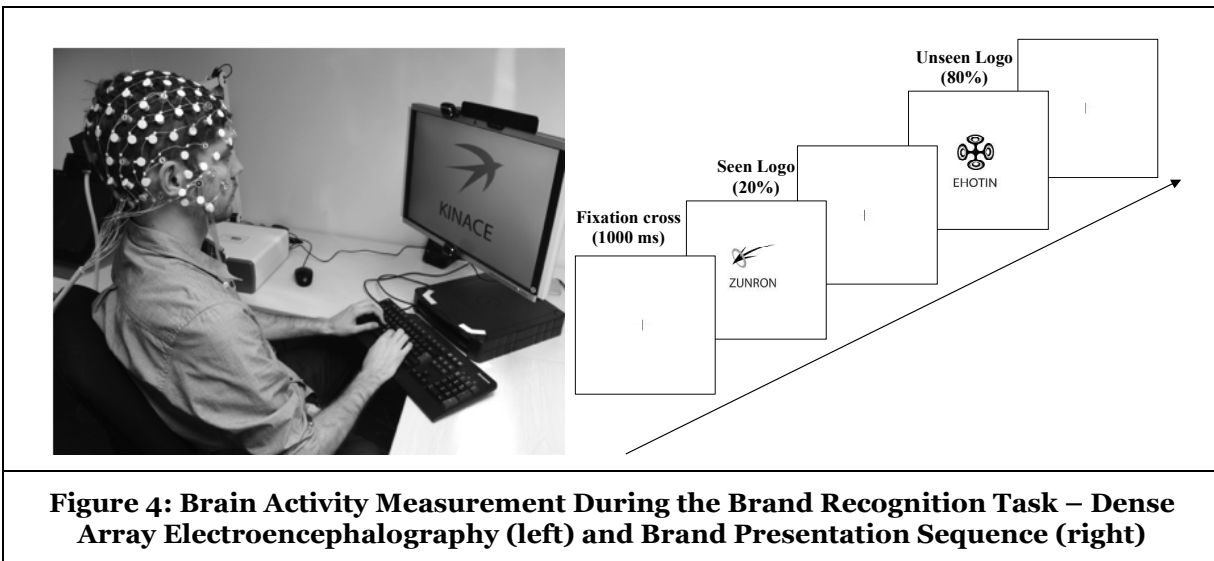 KINACE
Unseen Logo
(80%)
EHOTIN
Seen Logo
(20%)
ZUNRON
Fixation cross
(1000 ms)
Figure 4: Brain Activity Measurement During the Brand Recognition Task – Dense
Array Electroencephalography (left) and Brand Presentation Sequence (right)